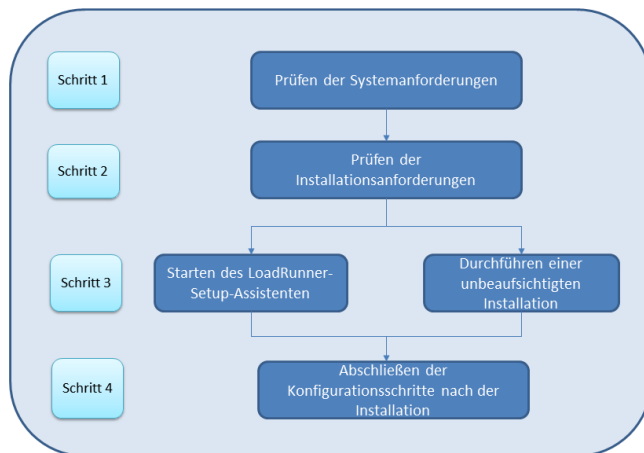 Schritt 1
Prüfen der Systemanforderungen
Schritt 2
Prüfen der
Installationsanforderungen
Schritt 3
Starten des LoadRunner-
Setup-Assistenten
Durchführen einer
unbeaufsichtigten
Installation
Schritt 4
Abschließen der
Konfigurationsschritte nach der
Installation